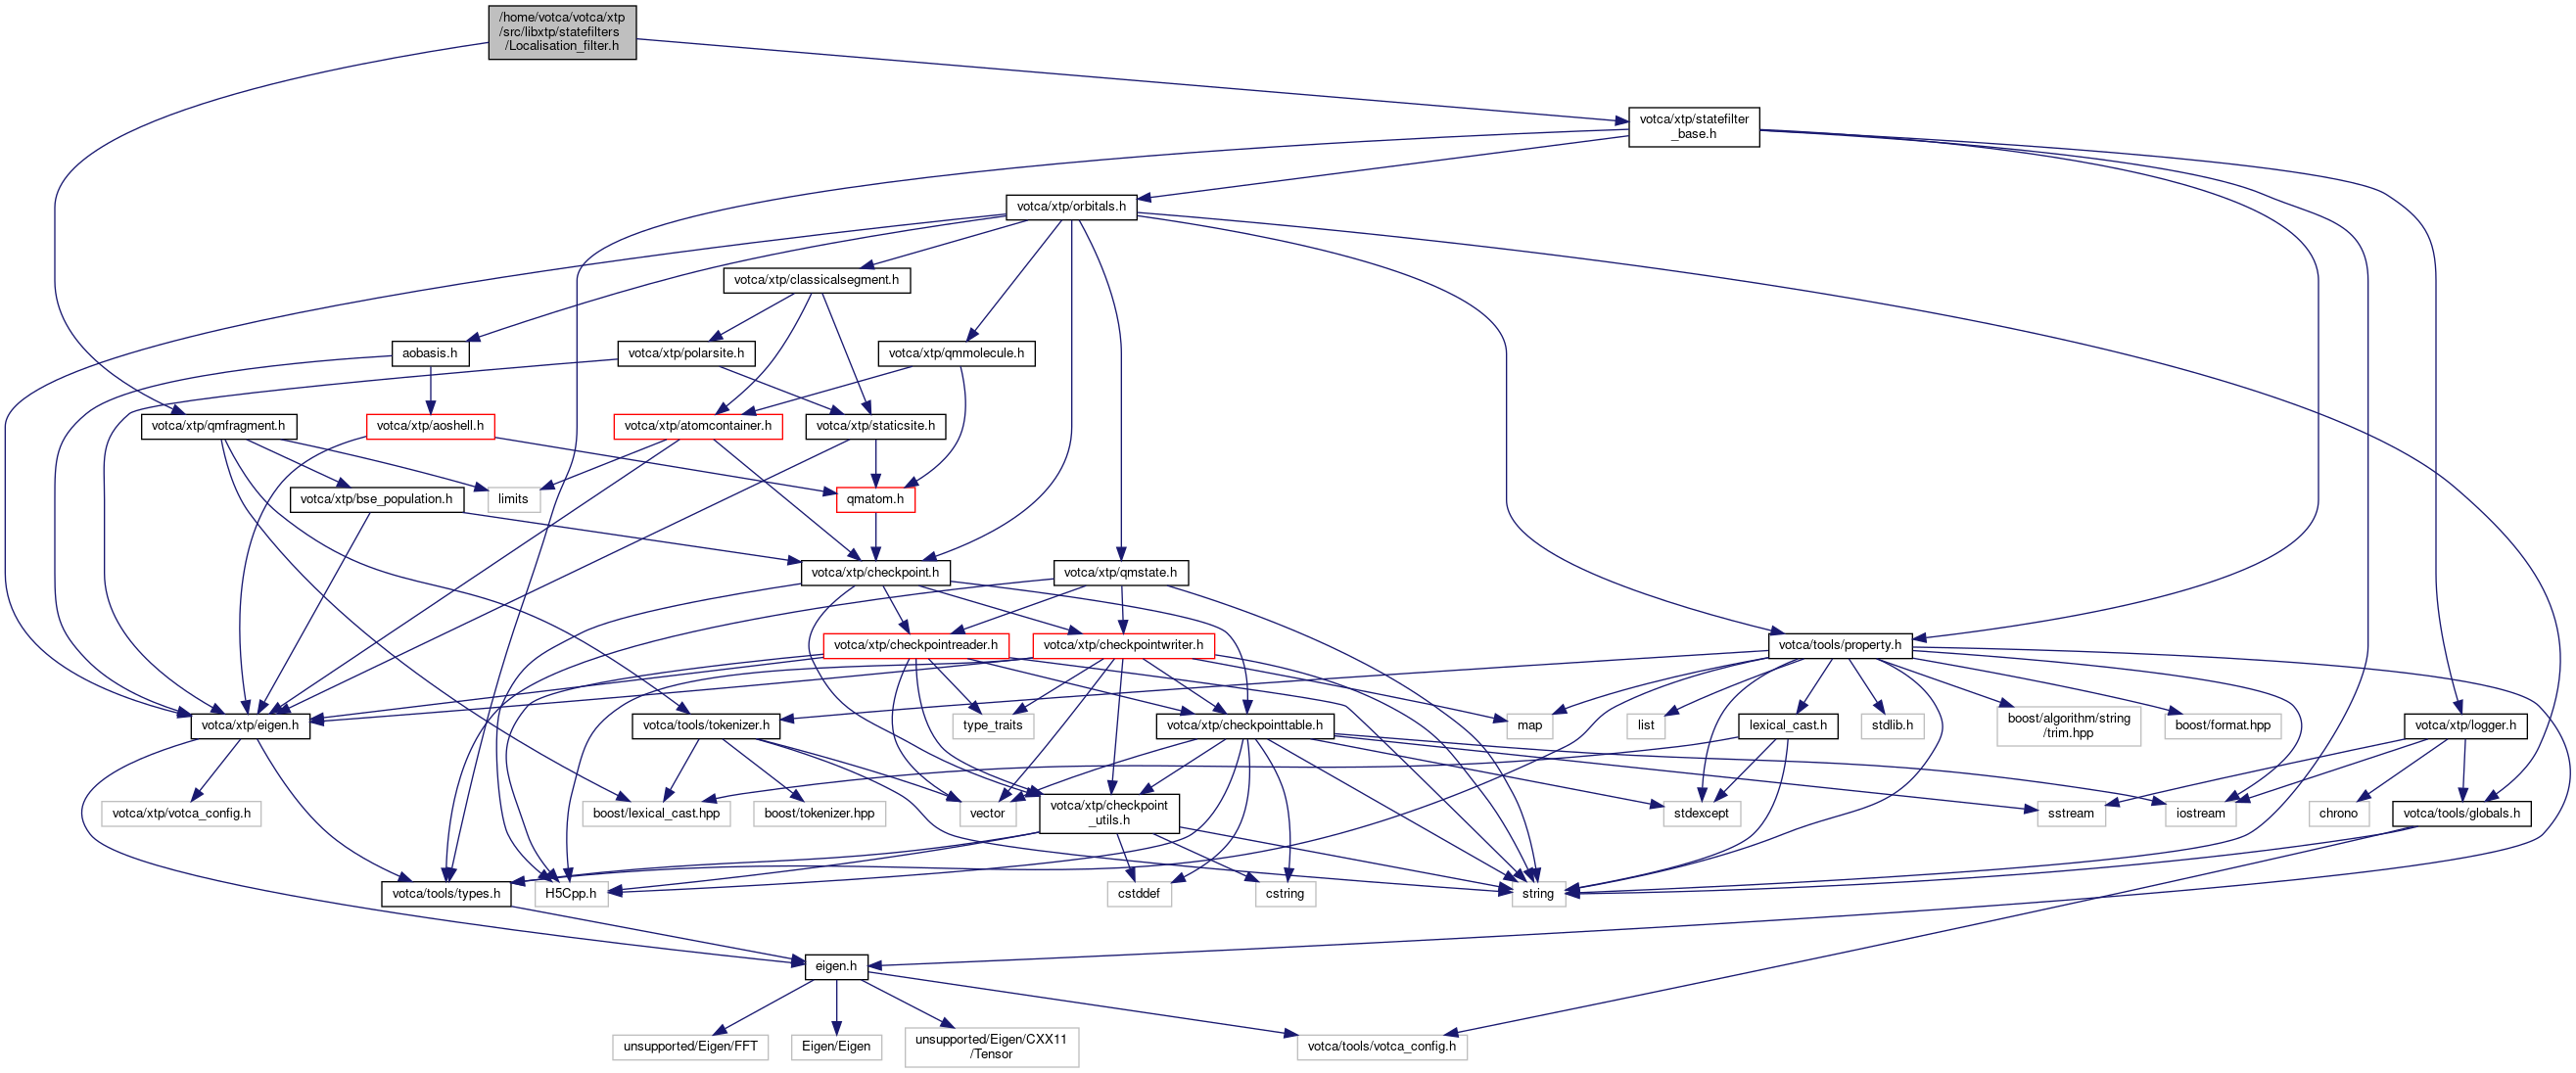 /home/votca/votca/xtp
/src/libxtp/statefilters
/Localisation_filter.h
votca/xtp/statefilter
_base.h
votca/xtp/orbitals.h
votca/xtp/classicalsegment.h
aobasis.h
votca/xtp/polarsite.h
votca/xtp/qmmolecule.h
votca/xtp/qmfragment.h
votca/xtp/aoshell.h
votca/xtp/atomcontainer.h
votca/xtp/staticsite.h
votca/xtp/bse_population.h
limits
qmatom.h
votca/xtp/checkpoint.h
votca/xtp/qmstate.h
votca/xtp/checkpointreader.h
votca/xtp/checkpointwriter.h
votca/tools/property.h
votca/xtp/eigen.h
votca/tools/tokenizer.h
type_traits
votca/xtp/checkpointtable.h
map
list
lexical_cast.h
stdlib.h
boost/algorithm/string
/trim.hpp
boost/format.hpp
votca/xtp/logger.h
votca/xtp/votca_config.h
boost/lexical_cast.hpp
boost/tokenizer.hpp
vector
votca/xtp/checkpoint
_utils.h
stdexcept
sstream
iostream
chrono
votca/tools/globals.h
votca/tools/types.h
H5Cpp.h
cstddef
cstring
string
eigen.h
unsupported/Eigen/FFT
Eigen/Eigen
unsupported/Eigen/CXX11
/Tensor
votca/tools/votca_config.h